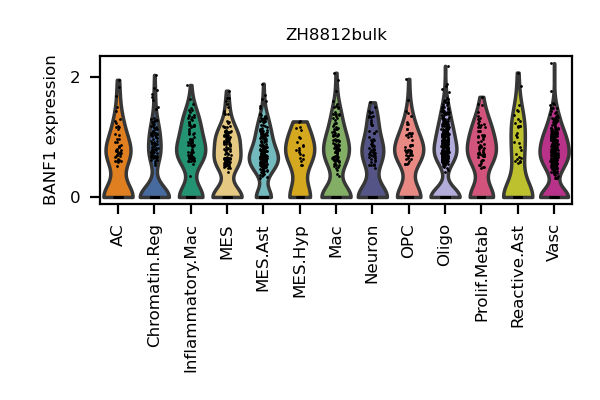 ZH8812bulk
BANF1 expression
2
0
AC
Chromatin.Reg
Inflammatory.Mac
MES
MES.Ast
MES.Hyp
Mac
Neuron
OPC
Oligo
Prolif.Metab
Reactive.Ast
Vasc